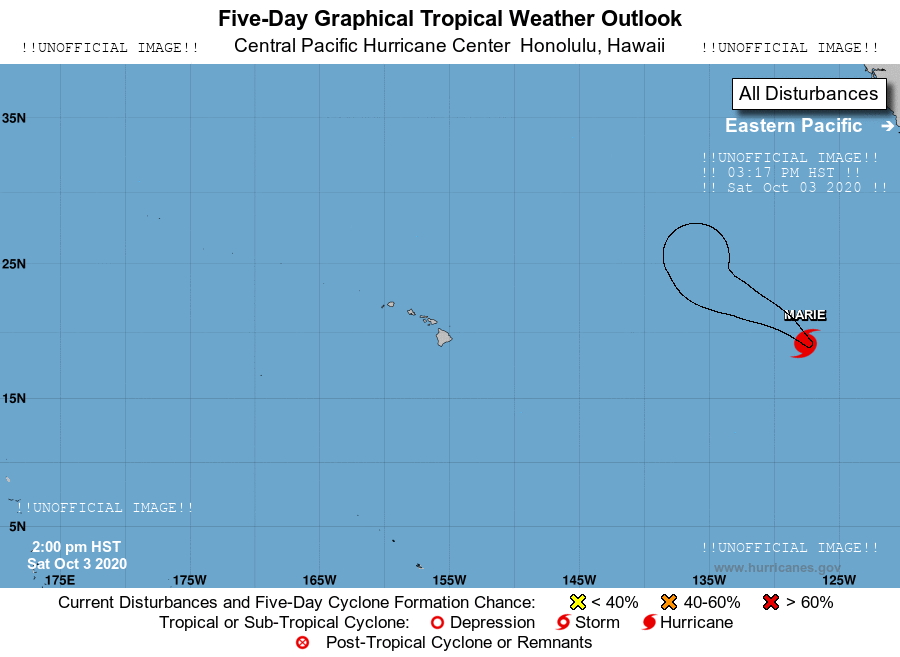 Five-Day Graphical Tropical Weather Outlook
!!UNOFFICIAL IMAGE!! Central Pacific Hurricane Center Honolulu, Hawaii !!UNOFFICIAL IMAGE!!
All Disturbances
35N
Eastern Pacific →
!!UNOFFICIAL IMAGE!!
!! 03:17 PM HST !!
!! Sat Oct 03 2020 !!
25N
MARIE
15N
!!UNOFFICIAL IMAGE!!
5N
2:00 pm HST
Sat Oct 3 2020
!!UNOFFICIAL IMAGE!!
www.hurricanes.gov
175E 175W 165W 155W 145W 135W 125W
Current Disturbances and Five-Day Cyclone Formation Chance: < 40% 40-60% > 60%
Tropical or Sub-Tropical Cyclone: Depression Storm Hurricane
Post-Tropical Cyclone or Remnants